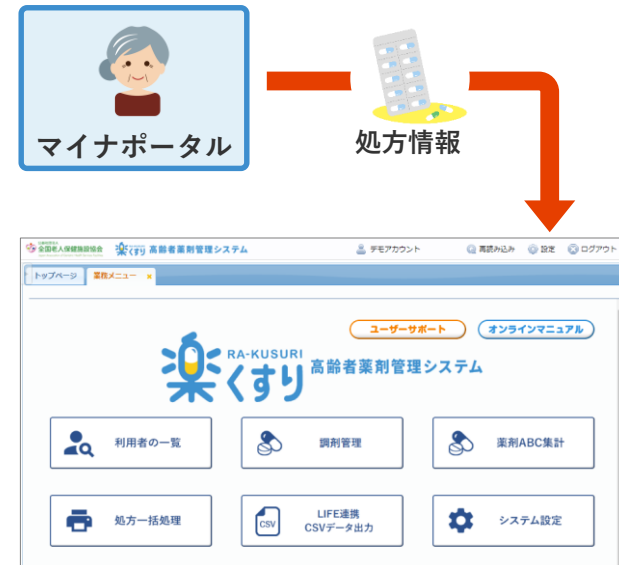 マイナポータル
処方情報
全国老人保健施設協会
楽くすり 高齢者薬剤管理システム
デモアカウント
再読み込み
設定
ログアウト
トップページ
業務メニュー ×
ユーザーサポート
オンラインマニュアル
楽くすり RA-KUSURI 高齢者薬剤管理システム
利用者の一覧
調剤管理
薬剤ABC集計
処方一括処理
CSV
LIFE連携
CSVデータ出力
システム設定